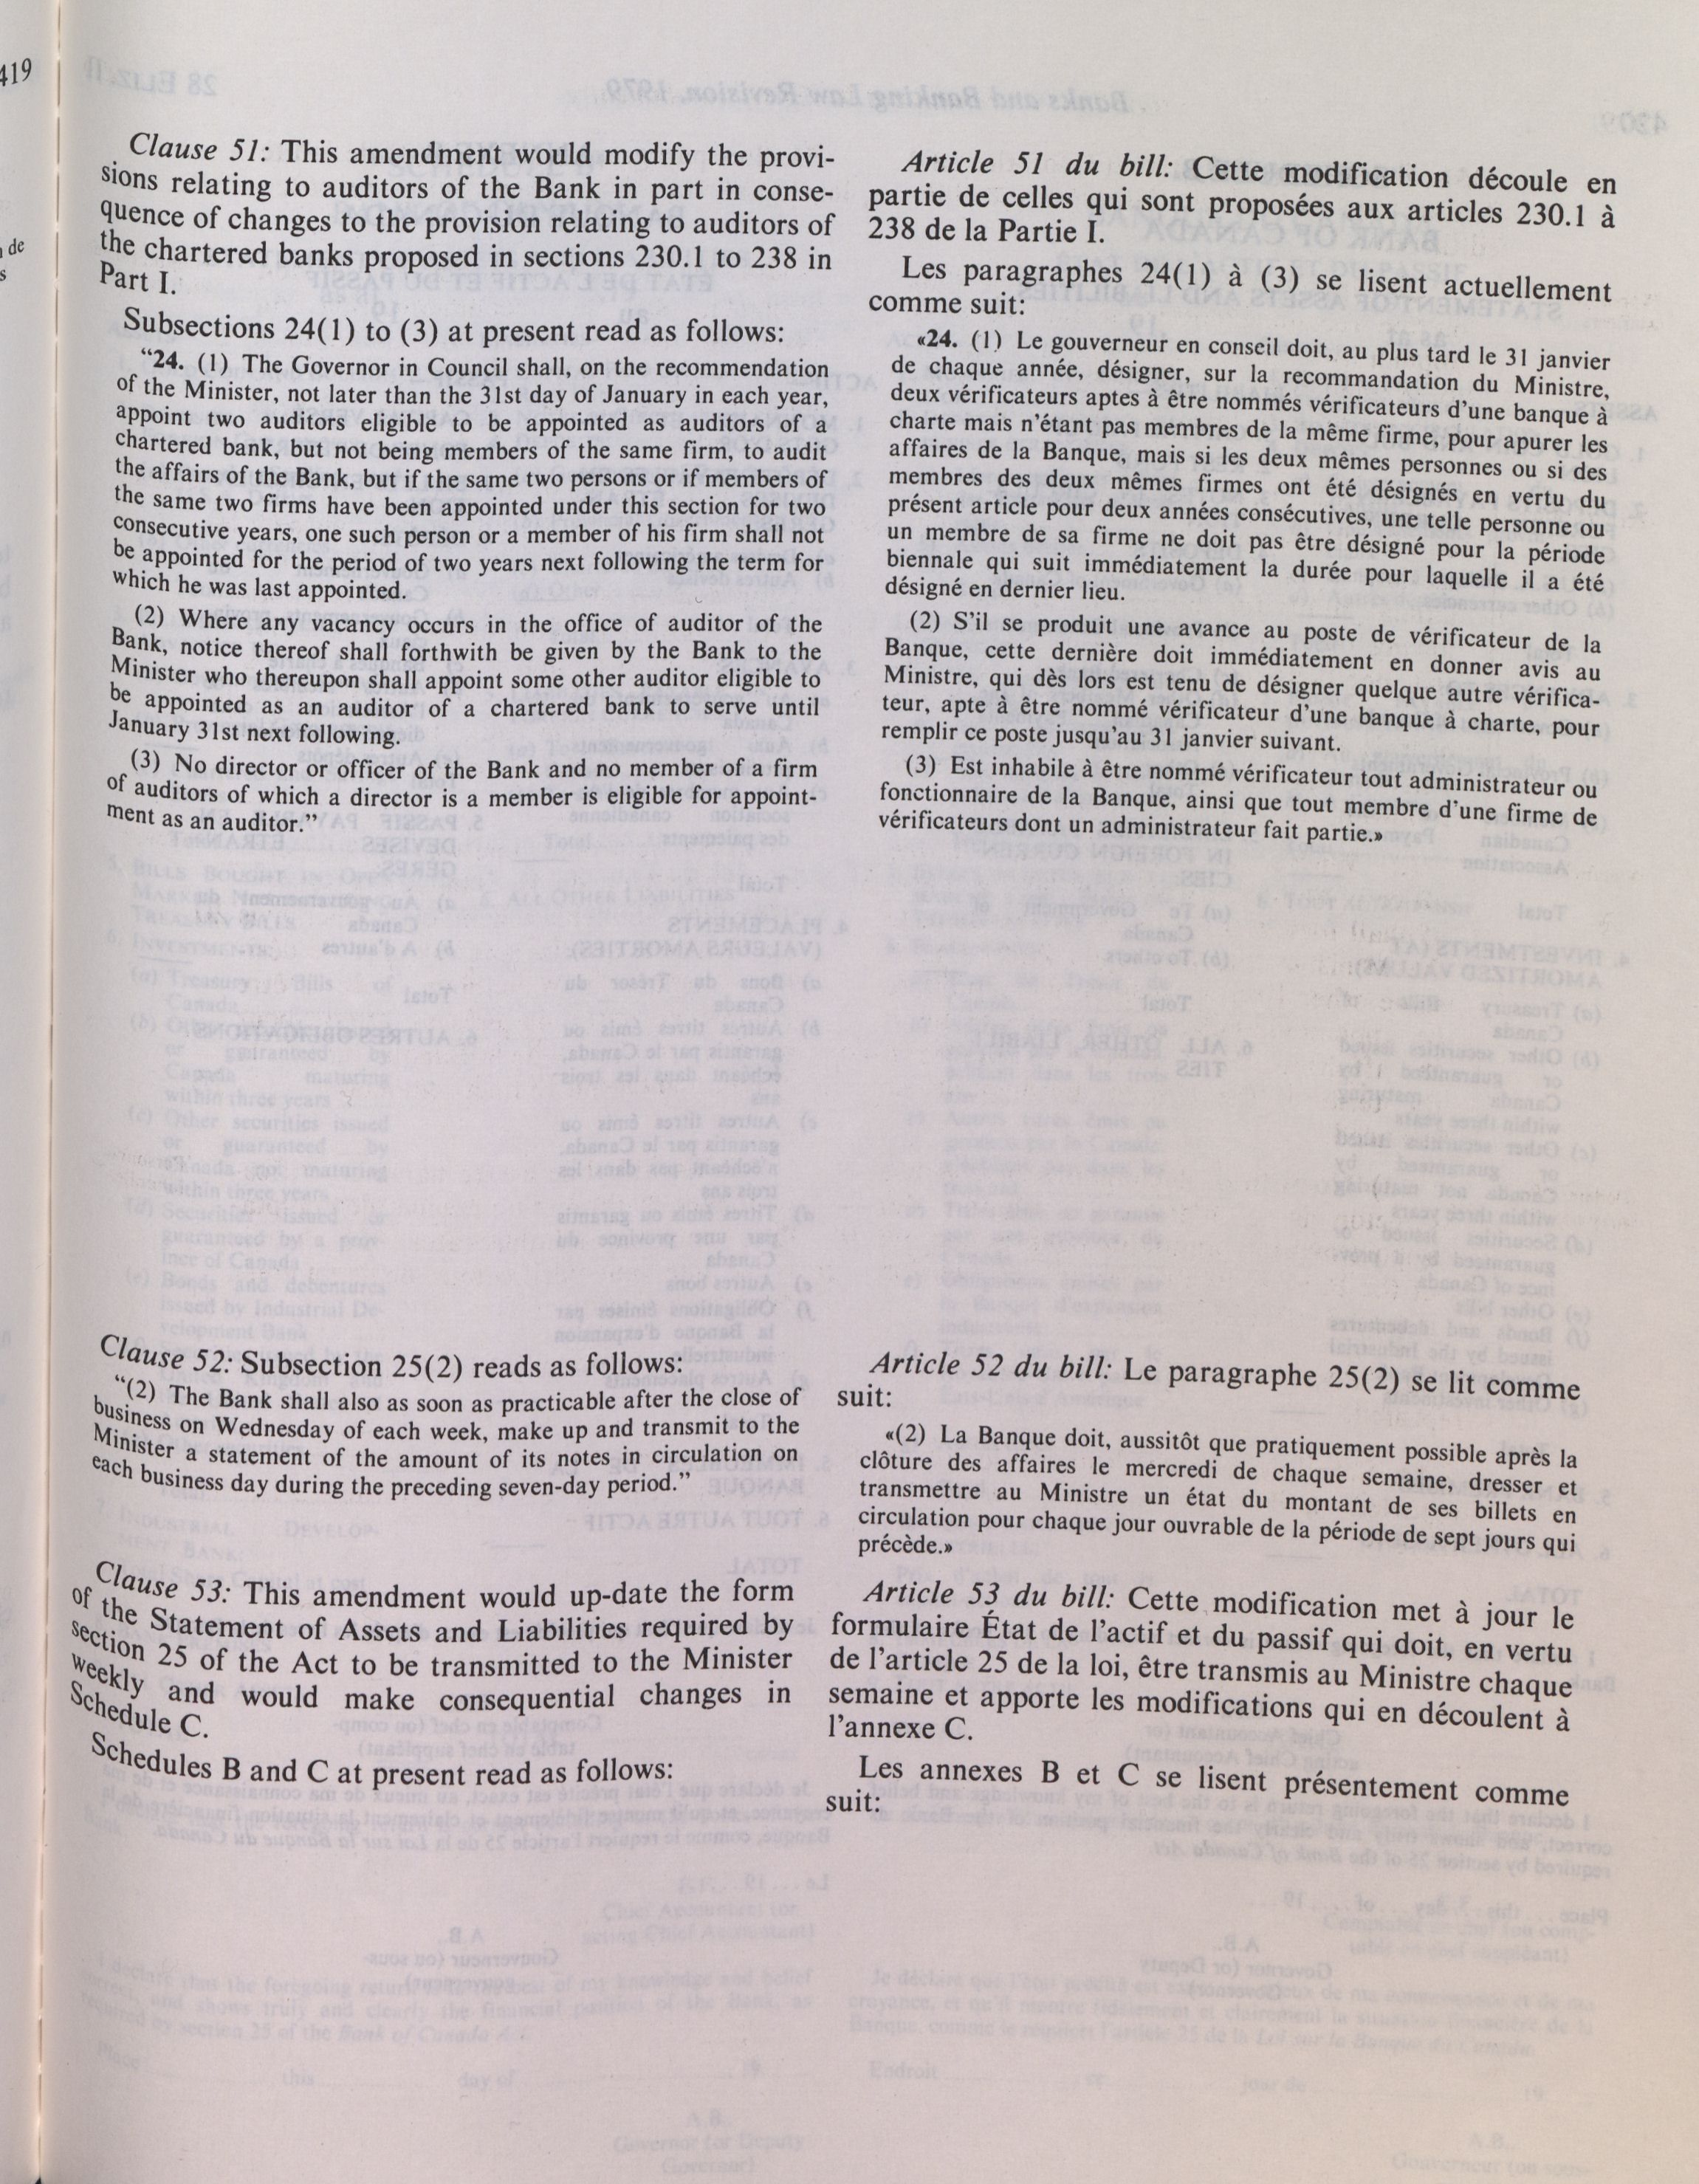 419
de
s
Clause 51: This amendment would modify the provi-
sions relating to auditors of the Bank in part in conse-
quence of changes to the provision relating to auditors of
the chartered banks proposed in sections 230.1 to 238 in
Part I.
Subsections 24(1) to (3) at present read as follows:
“24. (1) The Governor in Council shall, on the recommendation
of the Minister, not later than the 31st day of January in each year,
appoint two auditors eligible to be appointed as auditors of a
chartered bank, but not being members of the same firm, to audit
the affairs of the Bank, but if the same two persons or if members of
the same two firms have been appointed under this section for two
consecutive years, one such person or a member of his firm shall not
be appointed for the period of two years next following the term for
which he was last appointed.
(2) Where any vacancy occurs in the office of auditor of the
Bank, notice thereof shall forthwith be given by the Bank to the
Minister who thereupon shall appoint some other auditor eligible to
be appointed as an auditor of a chartered bank to serve until
January 31st next following.
(3) No director or officer of the Bank and no member of a firm
of auditors of which a director is a member is eligible for appoint-
ment as an auditor.”
Clause 52: Subsection 25(2) reads as follows:
“(2) The Bank shall also as soon as practicable after the close of
business on Wednesday of each week, make up and transmit to the
Minister a statement of the amount of its notes in circulation on
each business day during the preceding seven-day period.”
Clause 53: This amendment would up-date the form
of the Statement of Assets and Liabilities required by
section 25 of the Act to be transmitted to the Minister
weekly and would make consequential changes in
Schedule C.
Schedules B and C at present read as follows:
Article 51 du bill: Cette modification découle en
partie de celles qui sont proposées aux articles 230.1 à
238 de la Partie I.
Les paragraphes 24(1) à (3) se lisent actuellement
comme suit:
«24. (1) Le gouverneur en conseil doit, au plus tard le 31 janvier
de chaque année, désigner, sur la recommandation du Ministre,
deux vérificateurs aptes à être nommés vérificateurs d'une banque à
charte mais n'étant pas membres de la même firme, pour apurer les
affaires de la Banque, mais si les deux mêmes personnes ou si des
membres des deux mêmes firmes ont été désignés en vertu du
présent article pour deux années consécutives, une telle personne ou
un membre de sa firme ne doit pas être désigné pour la période
biennale qui suit immédiatement la durée pour laquelle il a été
désigné en dernier lieu.
(2) S'il se produit une avance au poste de vérificateur de la
Banque, cette dernière doit immédiatement en donner avis au
Ministre, qui dès lors est tenu de désigner quelque autre vérifica-
teur, apte à être nommé vérificateur d'une banque à charte, pour
remplir ce poste jusqu'au 31 janvier suivant.
(3) Est inhabile à être nommé vérificateur tout administrateur ou
fonctionnaire de la Banque, ainsi que tout membre d'une firme de
vérificateurs dont un administrateur fait partie.»
Article 52 du bill: Le paragraphe 25(2) se lit comme
suit:
«(2) La Banque doit, aussitôt que pratiquement possible après la
clôture des affaires le mercredi de chaque semaine, dresser et
transmettre au Ministre un état du montant de ses billets en
circulation pour chaque jour ouvrable de la période de sept jours qui
précède.»
Article 53 du bill: Cette modification met à jour le
formulaire État de l'actif et du passif qui doit, en vertu
de l'article 25 de la loi, être transmis au Ministre chaque
semaine et apporte les modifications qui en découlent à
l'annexe C.
Les annexes B et C se lisent présentement comme
suit: